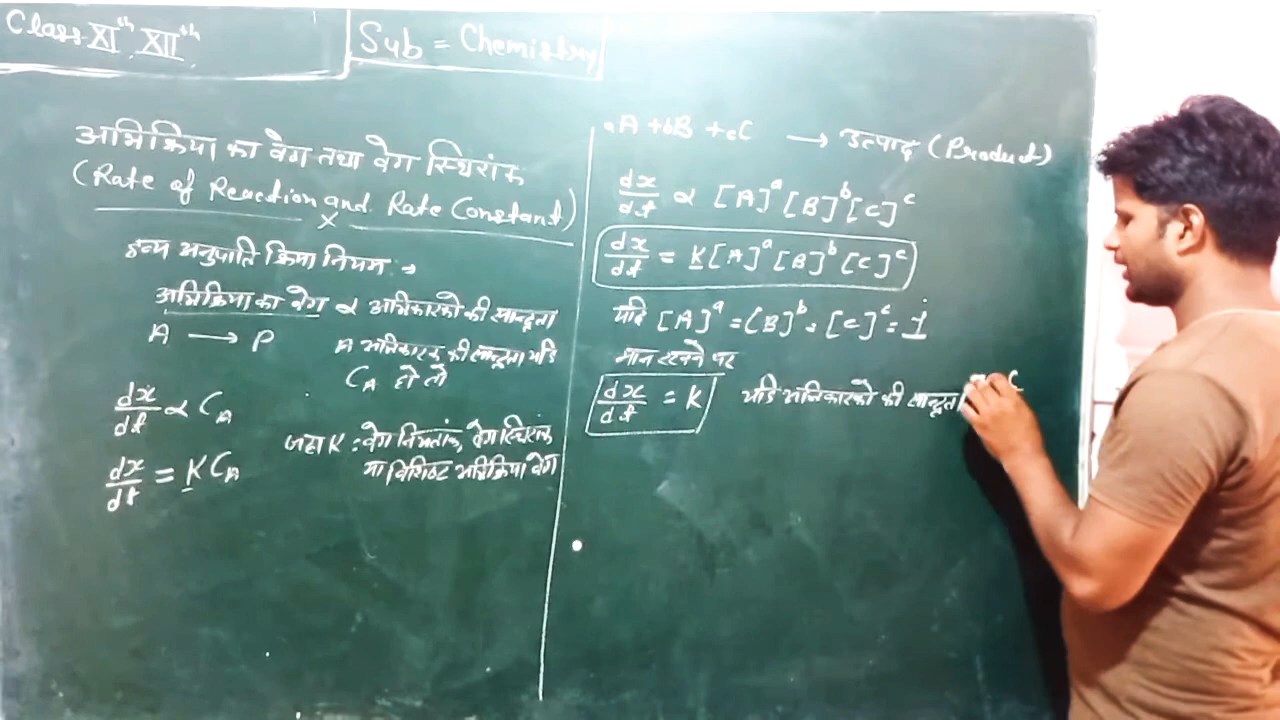 Class XIth XIIth
Sub = Chemistry
अभिक्रिया का वेग तथा वेग स्थिरांक
(Rate of Reaction and Rate Constant)
×
द्रव्य अनुपाति क्रिया नियम →
अभिक्रिया का वेग ∝ अभिकारको की सान्द्रता
A ⟶ P
A अभिकारक की सान्द्रता यदि
C_A हो तो
dx/dt ∝ C_A
जहा K : वेग नियतांक, वेग स्थिरांक
या विशिष्ट अभिक्रिया वेग
dx/dt = K C_A
aA + bB + cC ⟶ उत्पाद (Product)
dx/dt ∝ [A]^a [B]^b [C]^c
dx/dt = K [A]^a [B]^b [C]^c
यदि [A]^a = [B]^b = [C]^c = 1
मान रखने पर
dx/dt = K
यदि अभिकारको की सान्द्रता